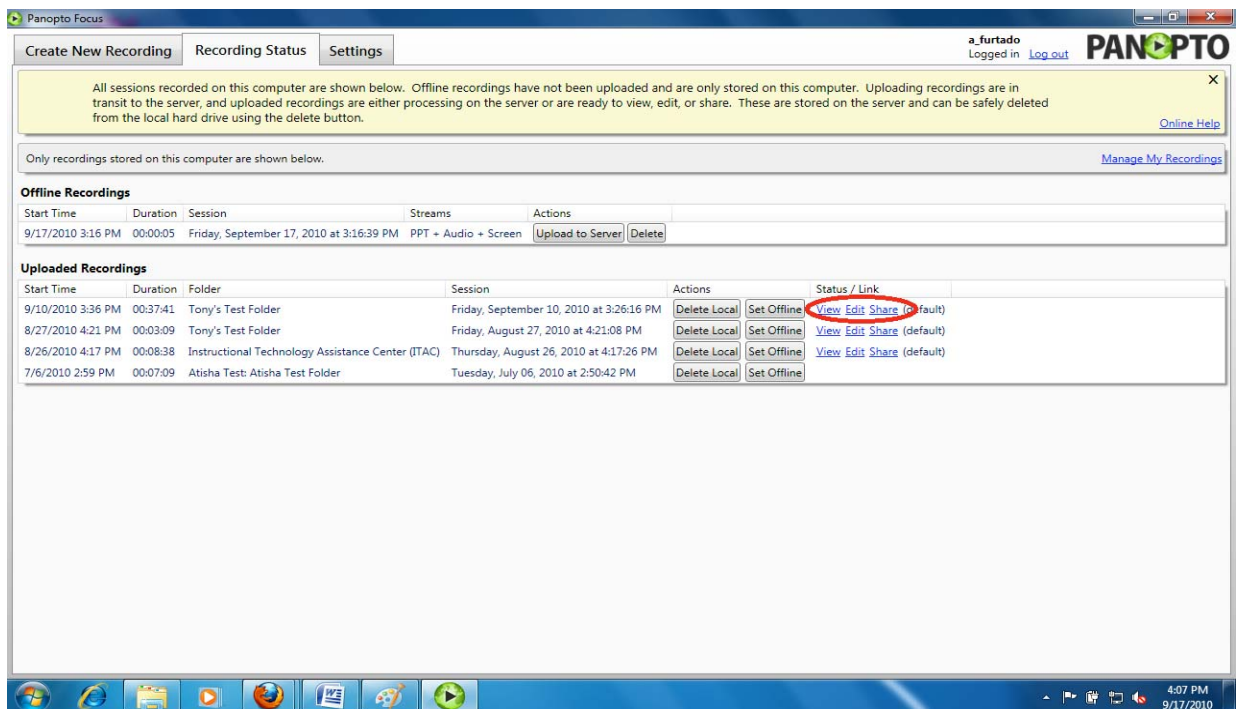 Panopto Focus
Create New Recording Recording Status Settings
a_furtado
Logged in Log out
PANOPTO
All sessions recorded on this computer are shown below. Offline recordings have not been uploaded and are only stored on this computer. Uploading recordings are in
transit to the server, and uploaded recordings are either processing on the server or are ready to view, edit, or share. These are stored on the server and can be safely deleted
from the local hard drive using the delete button.
Online Help
Only recordings stored on this computer are shown below. Manage My Recordings
Offline Recordings
Start Time Duration Session Streams Actions
9/17/2010 3:16 PM 00:00:05 Friday, September 17, 2010 at 3:16:39 PM PPT + Audio + Screen Upload to Server Delete
Uploaded Recordings
Start Time Duration Folder Session Actions Status / Link
9/10/2010 3:36 PM 00:37:41 Tony's Test Folder Friday, September 10, 2010 at 3:26:16 PM Delete Local Set Offline View Edit Share (default)
8/27/2010 4:21 PM 00:03:09 Tony's Test Folder Friday, August 27, 2010 at 4:21:08 PM Delete Local Set Offline View Edit Share (default)
8/26/2010 4:17 PM 00:08:38 Instructional Technology Assistance Center (ITAC) Thursday, August 26, 2010 at 4:17:26 PM Delete Local Set Offline View Edit Share (default)
7/6/2010 2:59 PM 00:07:09 Atisha Test: Atisha Test Folder Tuesday, July 06, 2010 at 2:50:42 PM Delete Local Set Offline
4:07 PM
9/17/2010